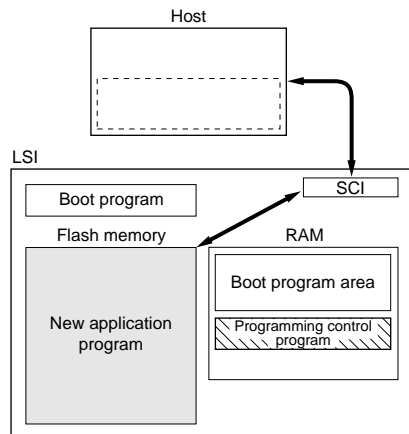 Host
LSI
SCI
Boot program
Flash memory
RAM
Boot program area
New application
program
Programming control
program